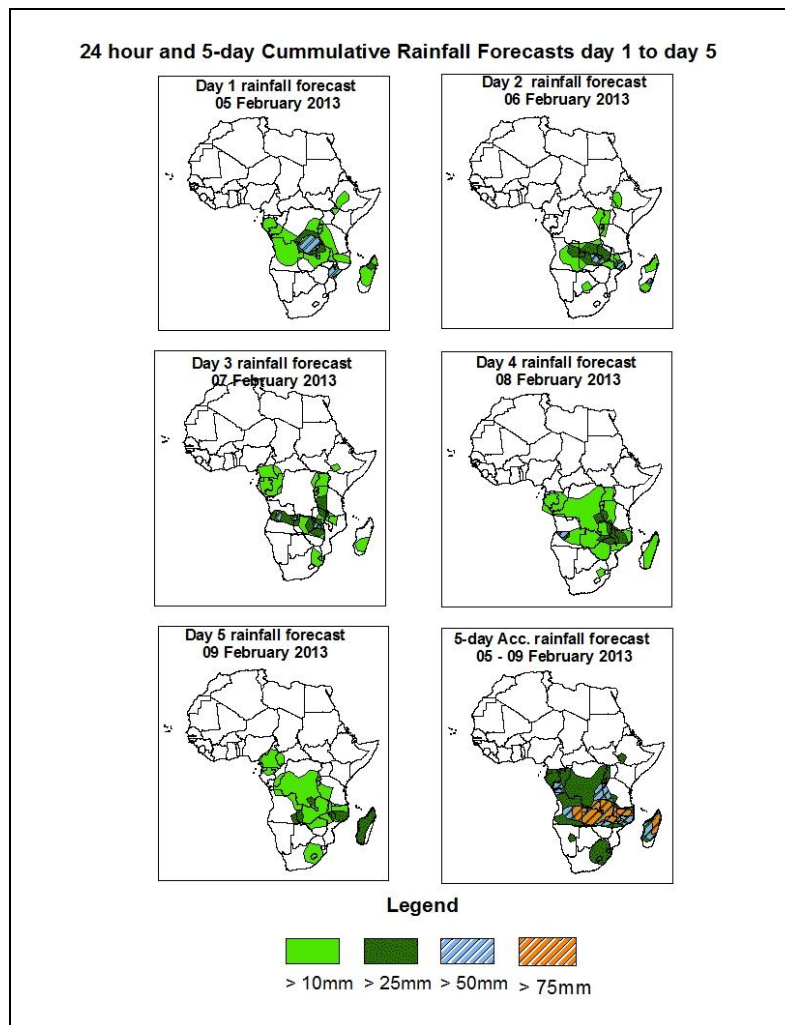 24 hour and 5-day Cummulative Rainfall Forecasts day 1 to day 5
Day 1 rainfall forecast
05 February 2013
Day 2 rainfall forecast
06 February 2013
Day 3 rainfall forecast
07 February 2013
Day 4 rainfall forecast
08 February 2013
Day 5 rainfall forecast
09 February 2013
5-day Acc. rainfall forecast
05 - 09 February 2013
Legend
> 10mm > 25mm > 50mm > 75mm